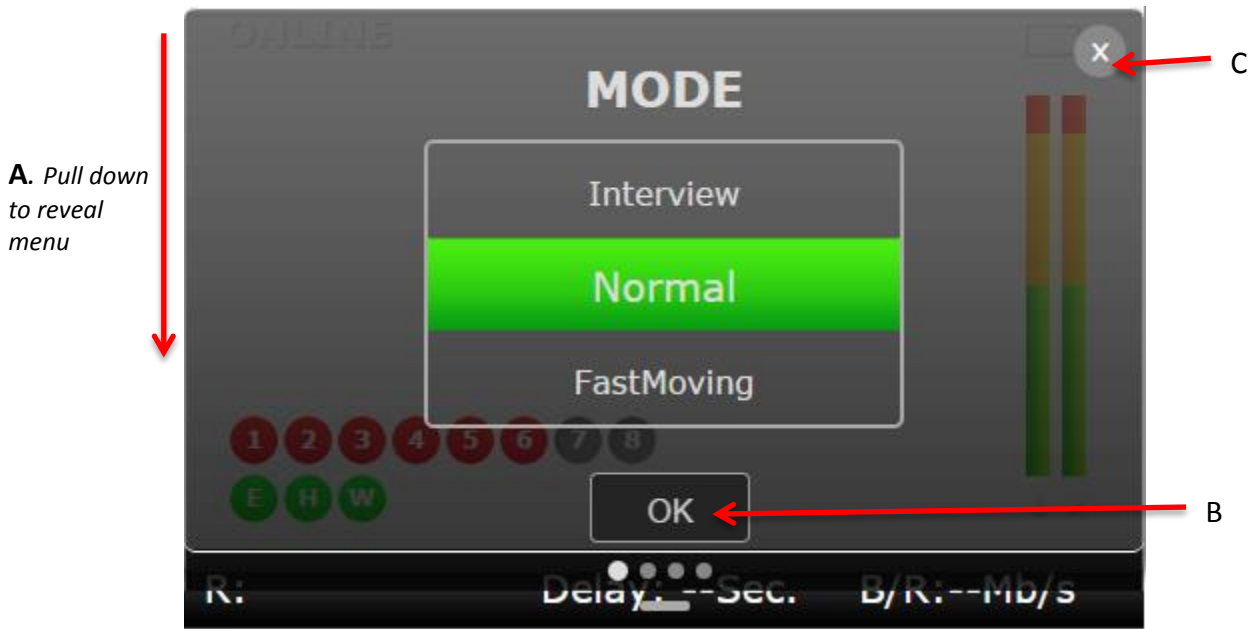 ONLINE
X
C
MODE
A. Pull down
to reveal
menu
Interview
Normal
FastMoving
1 2 3 4 5 6 7 8
E H W
OK
B
R: Delay: --Sec. B/R:--Mb/s